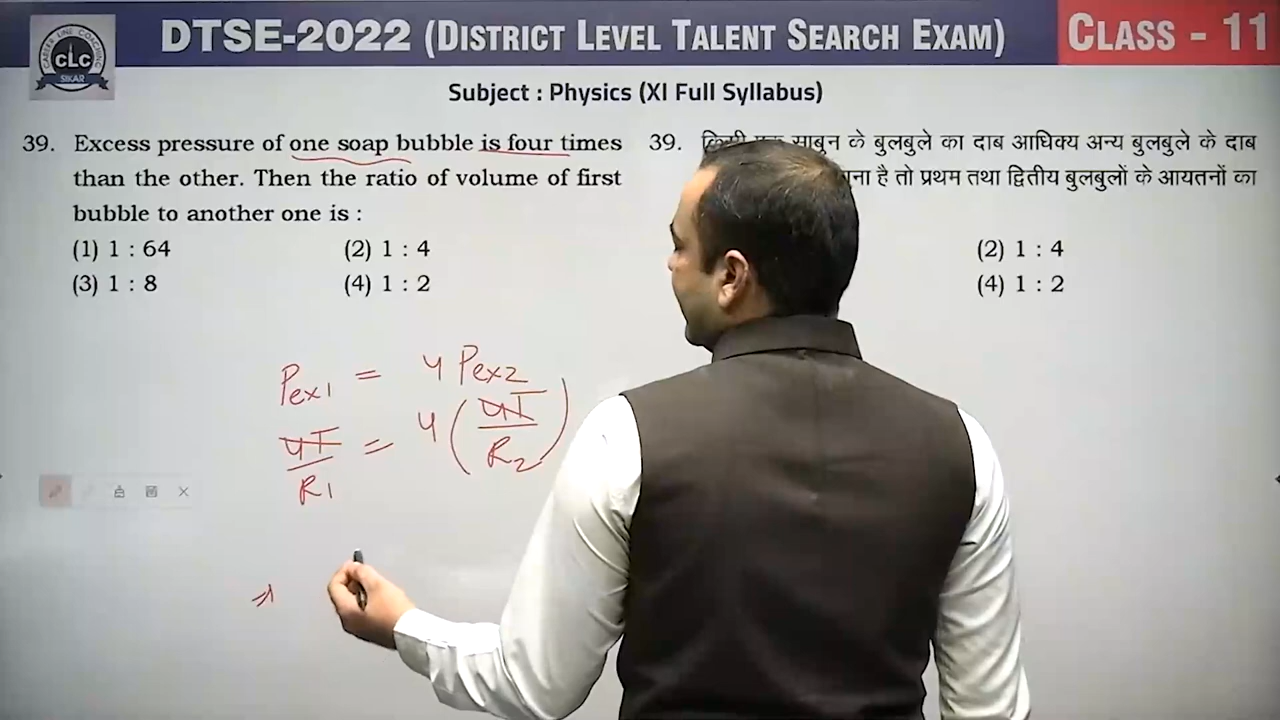 CAREER LINE COACHING
CLC
SIKAR
DTSE-2022 (DISTRICT LEVEL TALENT SEARCH EXAM)
CLASS - 11
Subject : Physics (XI Full Syllabus)
39. Excess pressure of one soap bubble is four times
than the other. Then the ratio of volume of first
bubble to another one is :
(1) 1 : 64 (2) 1 : 4
(3) 1 : 8 (4) 1 : 2
39. साबुन के बुलबुले का दाब आधिक्य अन्य बुलबुले के दाब
है तो प्रथम तथा द्वितीय बुलबुलों के आयतनों का
(2) 1 : 4
(4) 1 : 2
Pex1 = 4 Pex2
4T/R1 = 4(4T/R2)
⇒